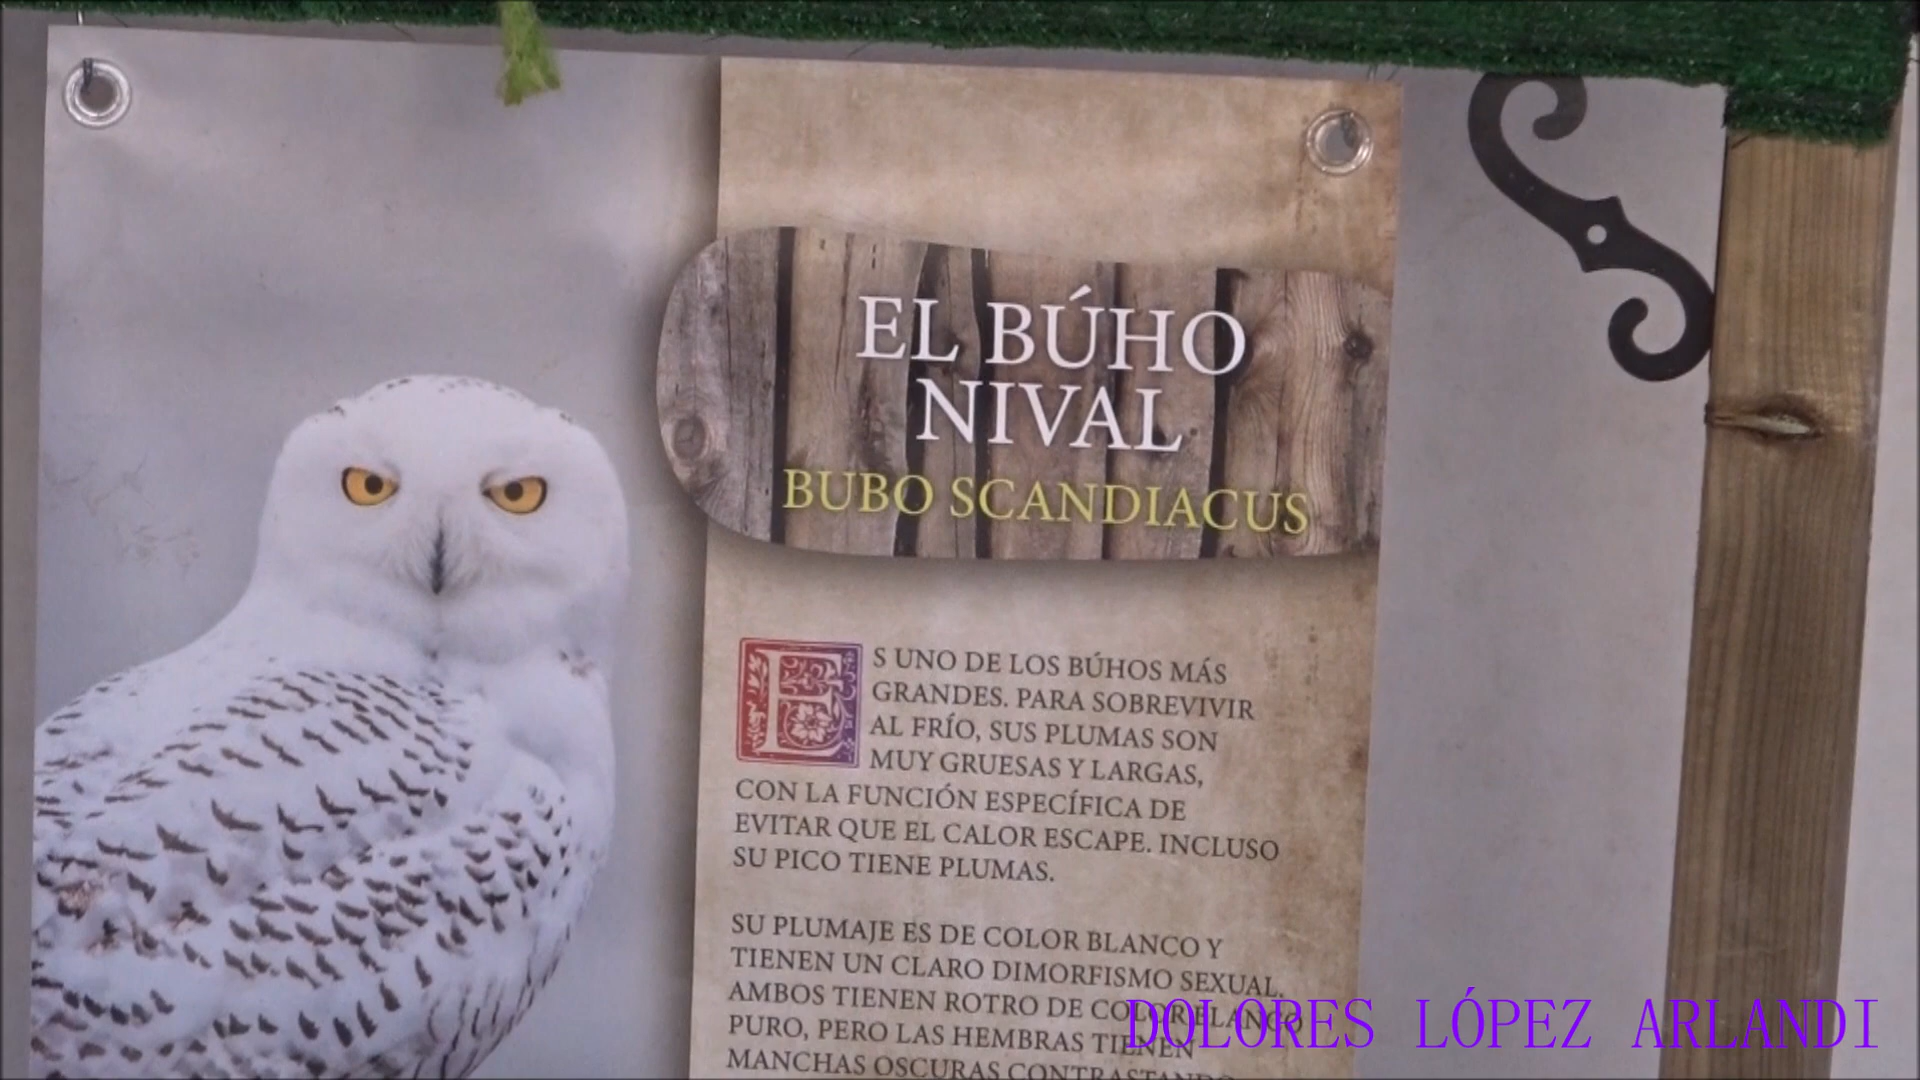 EL BÚHO
NIVAL
BUBO SCANDIACUS
ES UNO DE LOS BÚHOS MÁS
GRANDES. PARA SOBREVIVIR
AL FRÍO, SUS PLUMAS SON
MUY GRUESAS Y LARGAS,
CON LA FUNCIÓN ESPECÍFICA DE
EVITAR QUE EL CALOR ESCAPE. INCLUSO
SU PICO TIENE PLUMAS.
SU PLUMAJE ES DE COLOR BLANCO Y
TIENEN UN CLARO DIMORFISMO SEXUAL.
AMBOS TIENEN ROTRO DE COLOR BLANCO
PURO, PERO LAS HEMBRAS TIENEN
MANCHAS OSCURAS CONTRASTANDO
DOLORES LÓPEZ ARLANDI